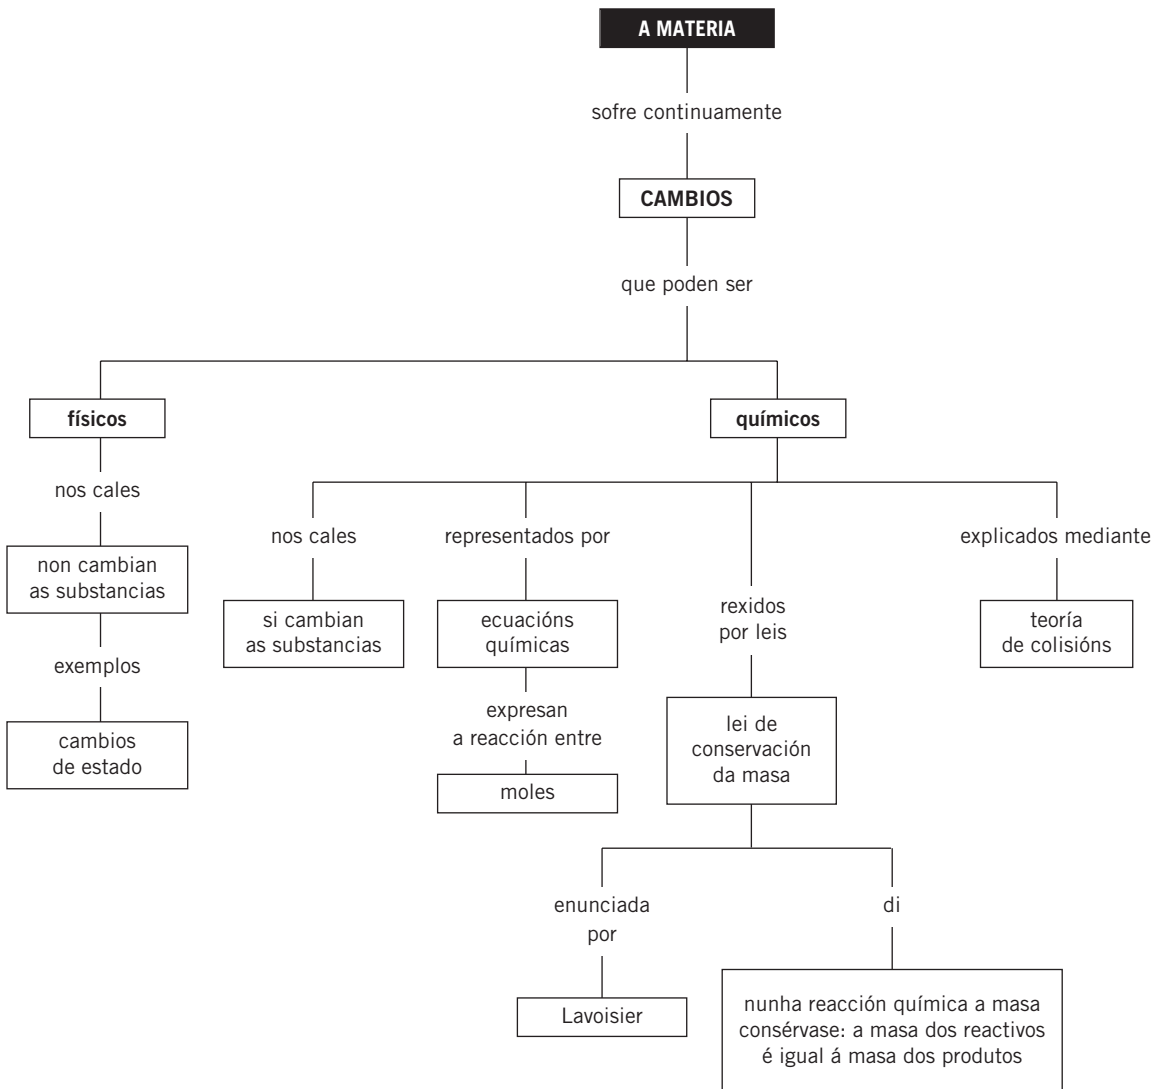 A MATERIA
sofre continuamente
CAMBIOS
que poden ser
físicos
nos cales
non cambian
as substancias
exemplos
cambios
de estado
químicos
nos cales
si cambian
as substancias
representados por
ecuacións
químicas
expresan
a reacción entre
moles
rexidos
por leis
lei de
conservación
da masa
enunciada
por
Lavoisier
di
nunha reacción química a masa
consérvase: a masa dos reactivos
é igual á masa dos produtos
explicados mediante
teoría
de colisións